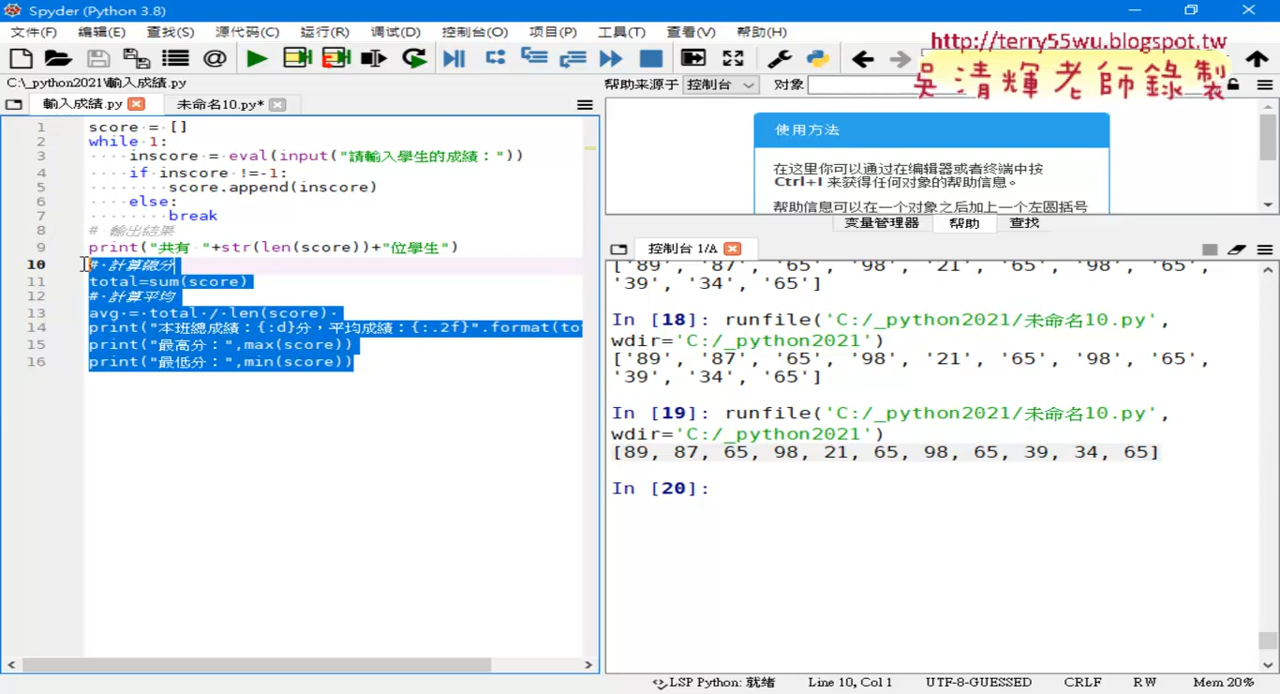 Spyder (Python 3.8)
文件(F) 编辑(E) 查找(S) 源代码(C) 运行(R) 调试(D) 控制台(O) 项目(P) 工具(T) 查看(V) 帮助(H)
http://terry55wu.blogspot.tw
吳清輝老師錄製
C:\_python2021\輸入成績.py
帮助来源于 控制台 对象
輸入成績.py 未命名10.py*
1 score = []
2 while 1:
3 inscore = eval(input("請輸入學生的成績："))
4 if inscore !=-1:
5 score.append(inscore)
6 else:
7 break
8 # 輸出結果
9 print("共有 "+str(len(score))+"位學生")
10 # 計算總分
11 total=sum(score)
12 # 計算平均
13 avg = total / len(score)
14 print("本班總成績：{:d}分，平均成績：{:.2f}".format(to
15 print("最高分：",max(score))
16 print("最低分：",min(score))
使用方法
在这里你可以通过在编辑器或者终端中按
Ctrl+I 来获得任何对象的帮助信息。
帮助信息可以在一个对象之后加上一个左圆括号
变量管理器 帮助 查找
控制台 1/A
['89', '87', '65', '98', '21', '65', '98', '65',
'39', '34', '65']
In [18]: runfile('C:/_python2021/未命名10.py',
wdir='C:/_python2021')
['89', '87', '65', '98', '21', '65', '98', '65',
'39', '34', '65']
In [19]: runfile('C:/_python2021/未命名10.py',
wdir='C:/_python2021')
[89, 87, 65, 98, 21, 65, 98, 65, 39, 34, 65]
In [20]:
LSP Python: 就绪 Line 10, Col 1 UTF-8-GUESSED CRLF RW Mem 20%